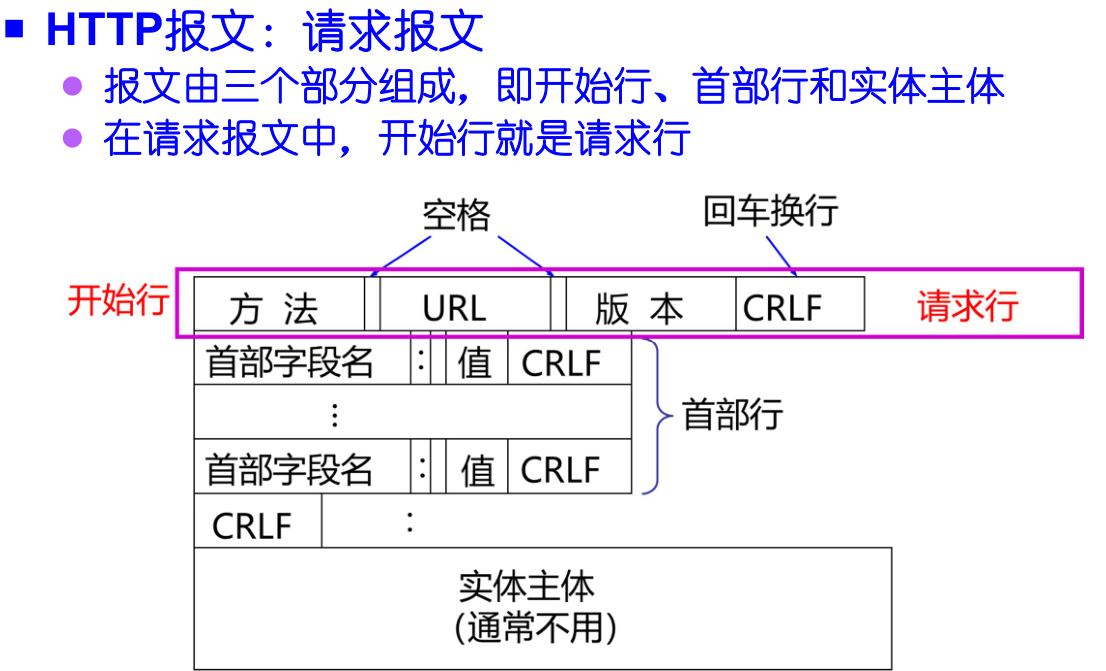 HTTP报文：请求报文
报文由三个部分组成，即开始行、首部行和实体主体
在请求报文中，开始行就是请求行
空格
回车换行
开始行
方 法 URL 版 本 CRLF
请求行
首部字段名 : 值 CRLF
⋮
首部行
首部字段名 : 值 CRLF
CRLF :
实体主体
(通常不用)